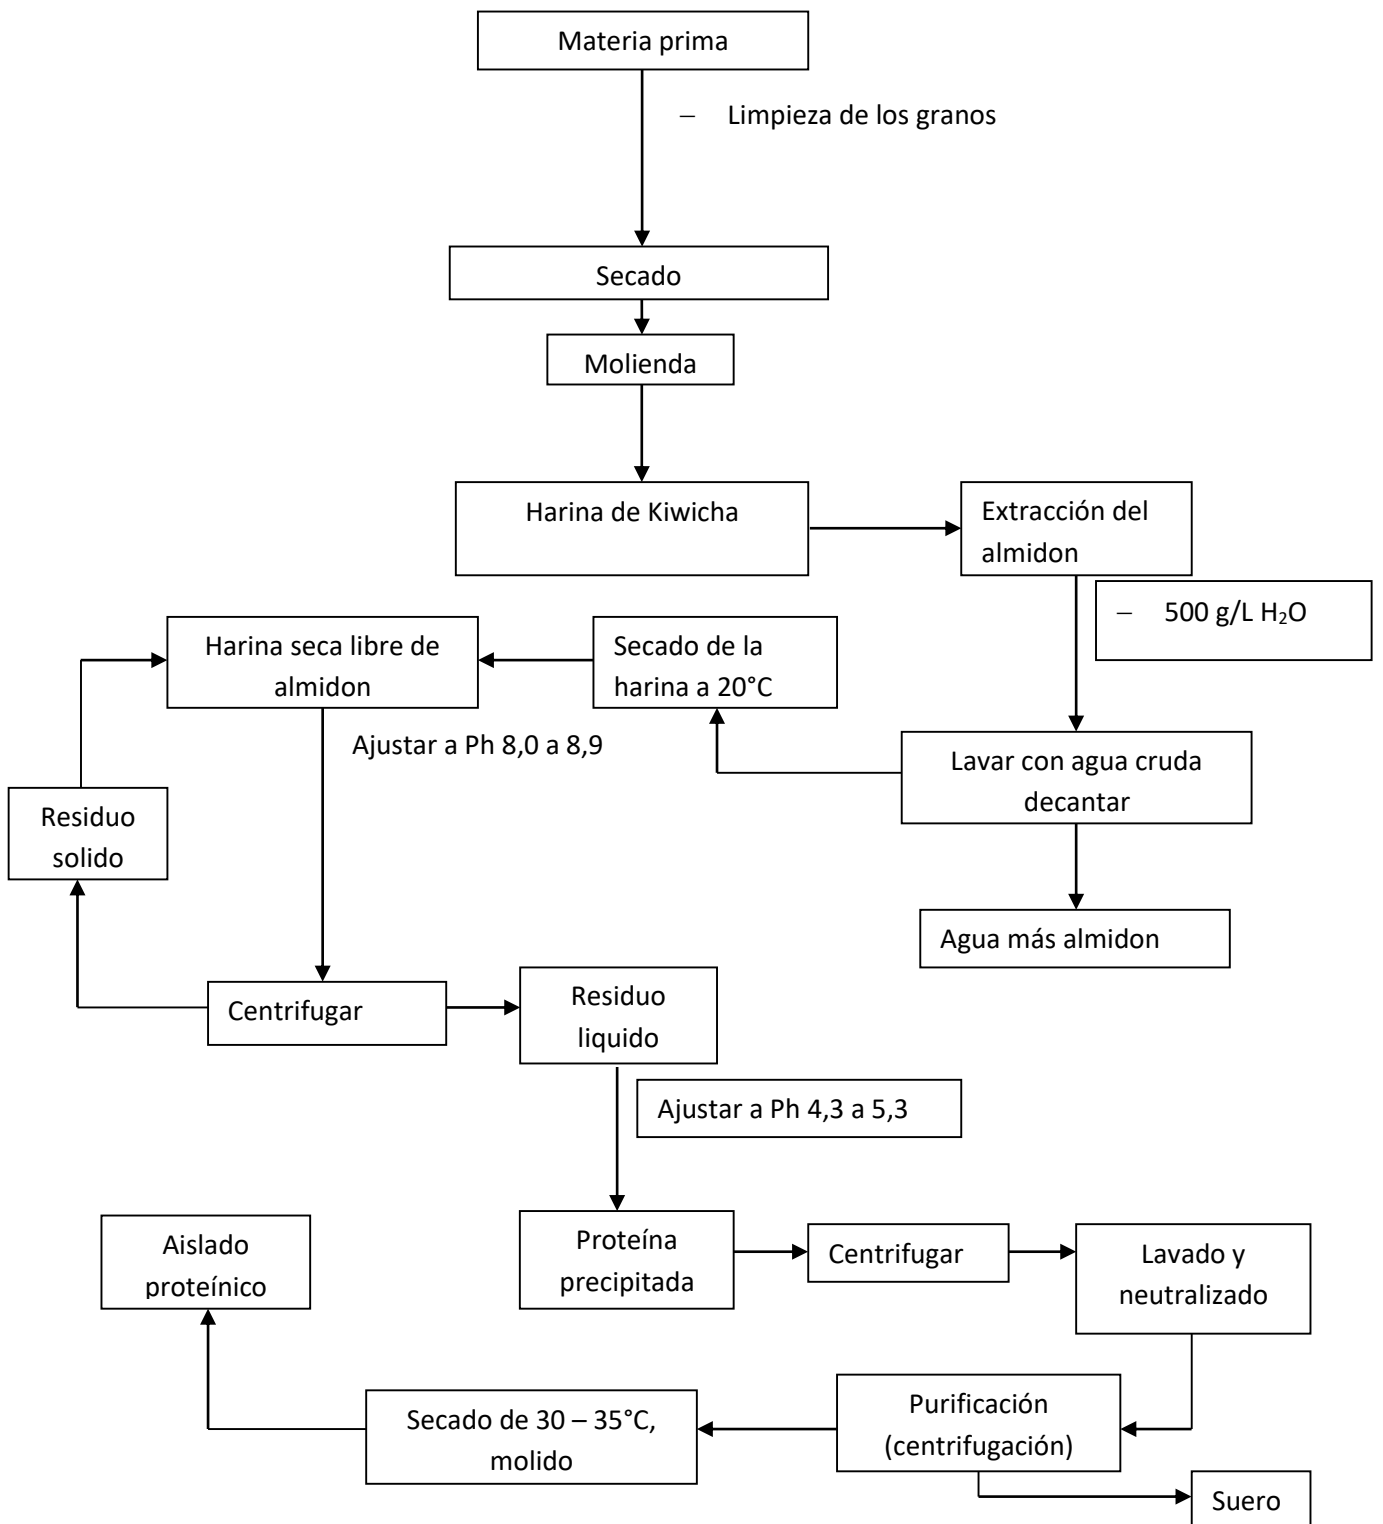 Materia prima
– Limpieza de los granos
Secado
Molienda
Harina de Kiwicha
Extracción del
almidon
– 500 g/L H₂O
Harina seca libre de
almidon
Secado de la
harina a 20°C
Ajustar a Ph 8,0 a 8,9
Lavar con agua cruda
decantar
Residuo
solido
Agua más almidon
Centrifugar
Residuo
liquido
Ajustar a Ph 4,3 a 5,3
Aislado
proteínico
Proteína
precipitada
Centrifugar
Lavado y
neutralizado
Secado de 30 – 35°C,
molido
Purificación
(centrifugación)
Suero